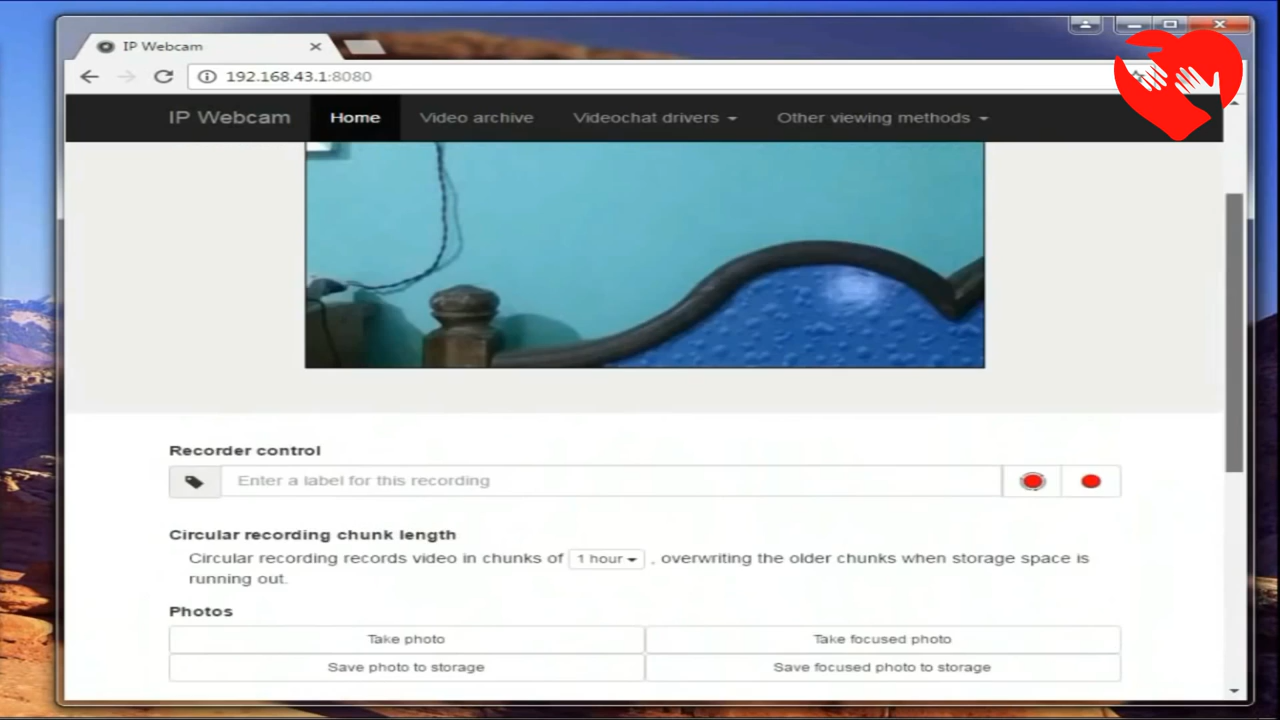 IP Webcam
192.168.43.1:8080
IP Webcam Home Video archive Videochat drivers Other viewing methods
Recorder control
Enter a label for this recording
Circular recording chunk length
Circular recording records video in chunks of 1 hour , overwriting the older chunks when storage space is
running out.
Photos
Take photo Take focused photo
Save photo to storage Save focused photo to storage